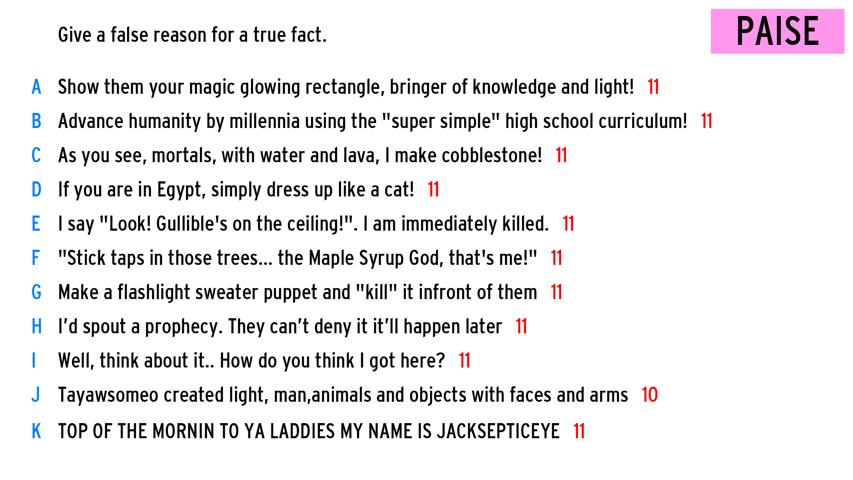 Give a false reason for a true fact.
PAISE
A Show them your magic glowing rectangle, bringer of knowledge and light! 11
B Advance humanity by millennia using the "super simple" high school curriculum! 11
C As you see, mortals, with water and lava, I make cobblestone! 11
D If you are in Egypt, simply dress up like a cat! 11
E I say "Look! Gullible's on the ceiling!". I am immediately killed. 11
F "Stick taps in those trees... the Maple Syrup God, that's me!" 11
G Make a flashlight sweater puppet and "kill" it infront of them 11
H I'd spout a prophecy. They can't deny it it'll happen later 11
I Well, think about it.. How do you think I got here? 11
J Tayawsomeo created light, man,animals and objects with faces and arms 10
K TOP OF THE MORNIN TO YA LADDIES MY NAME IS JACKSEPTICEYE 11